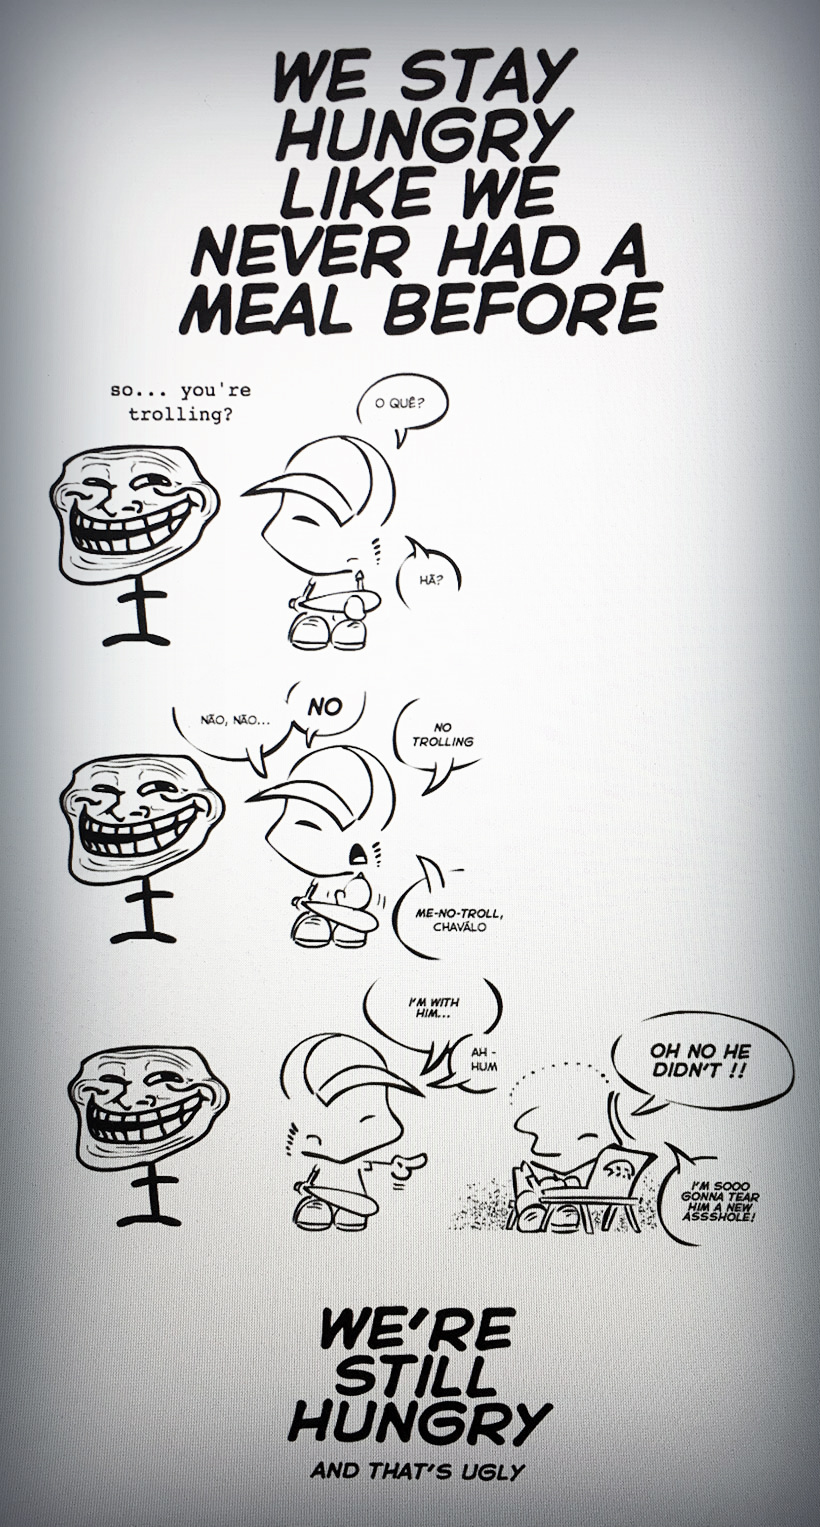 WE STAY
HUNGRY
LIKE WE
NEVER HAD A
MEAL BEFORE
so... you're
trolling?
O QUÊ?
HÃ?
NÃO, NÃO...
NO
NO
TROLLING
ME-NO-TROLL,
CHAVÁLO
I'M WITH
HIM...
AH -
HUM
OH NO HE
DIDN'T !!
I'M SOOO
GONNA TEAR
HIM A NEW
ASSSHOLE!
WE'RE
STILL
HUNGRY
AND THAT'S UGLY